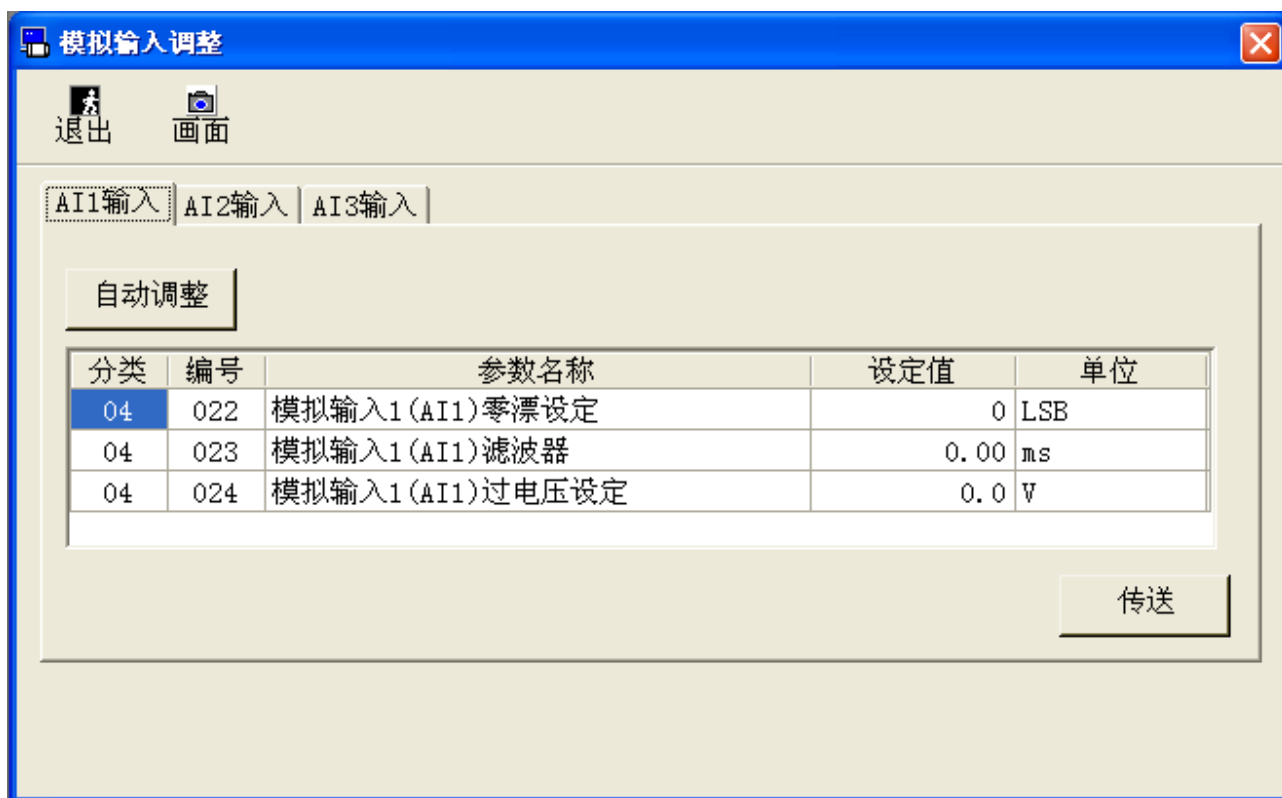 模拟输入调整
退出 画面
AI1输入 AI2输入 AI3输入
自动调整
分类 编号 参数名称 设定值 单位
04 022 模拟输入1(AI1)零漂设定 0 LSB
04 023 模拟输入1(AI1)滤波器 0.00 ms
04 024 模拟输入1(AI1)过电压设定 0.0 V
传送